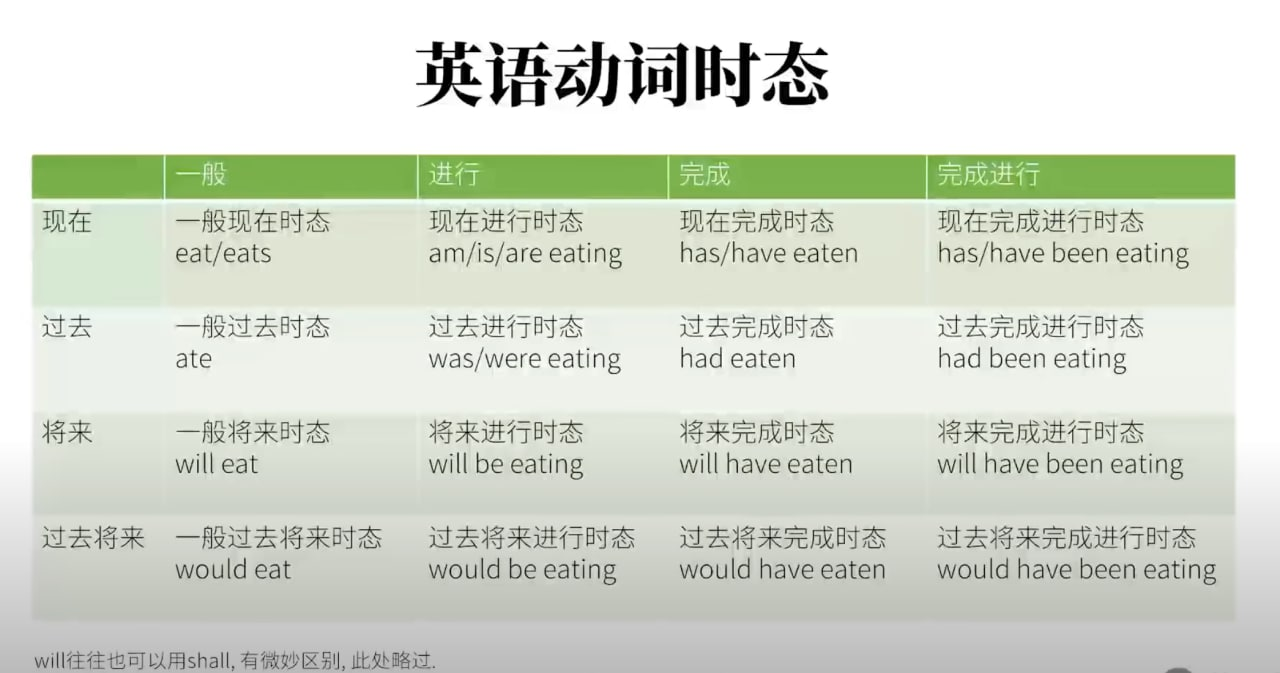 英语动词时态
一般 进行 完成 完成进行
现在 一般现在时态 现在进行时态 现在完成时态 现在完成进行时态
eat/eats am/is/are eating has/have eaten has/have been eating
过去 一般过去时态 过去进行时态 过去完成时态 过去完成进行时态
ate was/were eating had eaten had been eating
将来 一般将来时态 将来进行时态 将来完成时态 将来完成进行时态
will eat will be eating will have eaten will have been eating
过去将来 一般过去将来时态 过去将来进行时态 过去将来完成时态 过去将来完成进行时态
would eat would be eating would have eaten would have been eating
will往往也可以用shall, 有微妙区别, 此处略过.